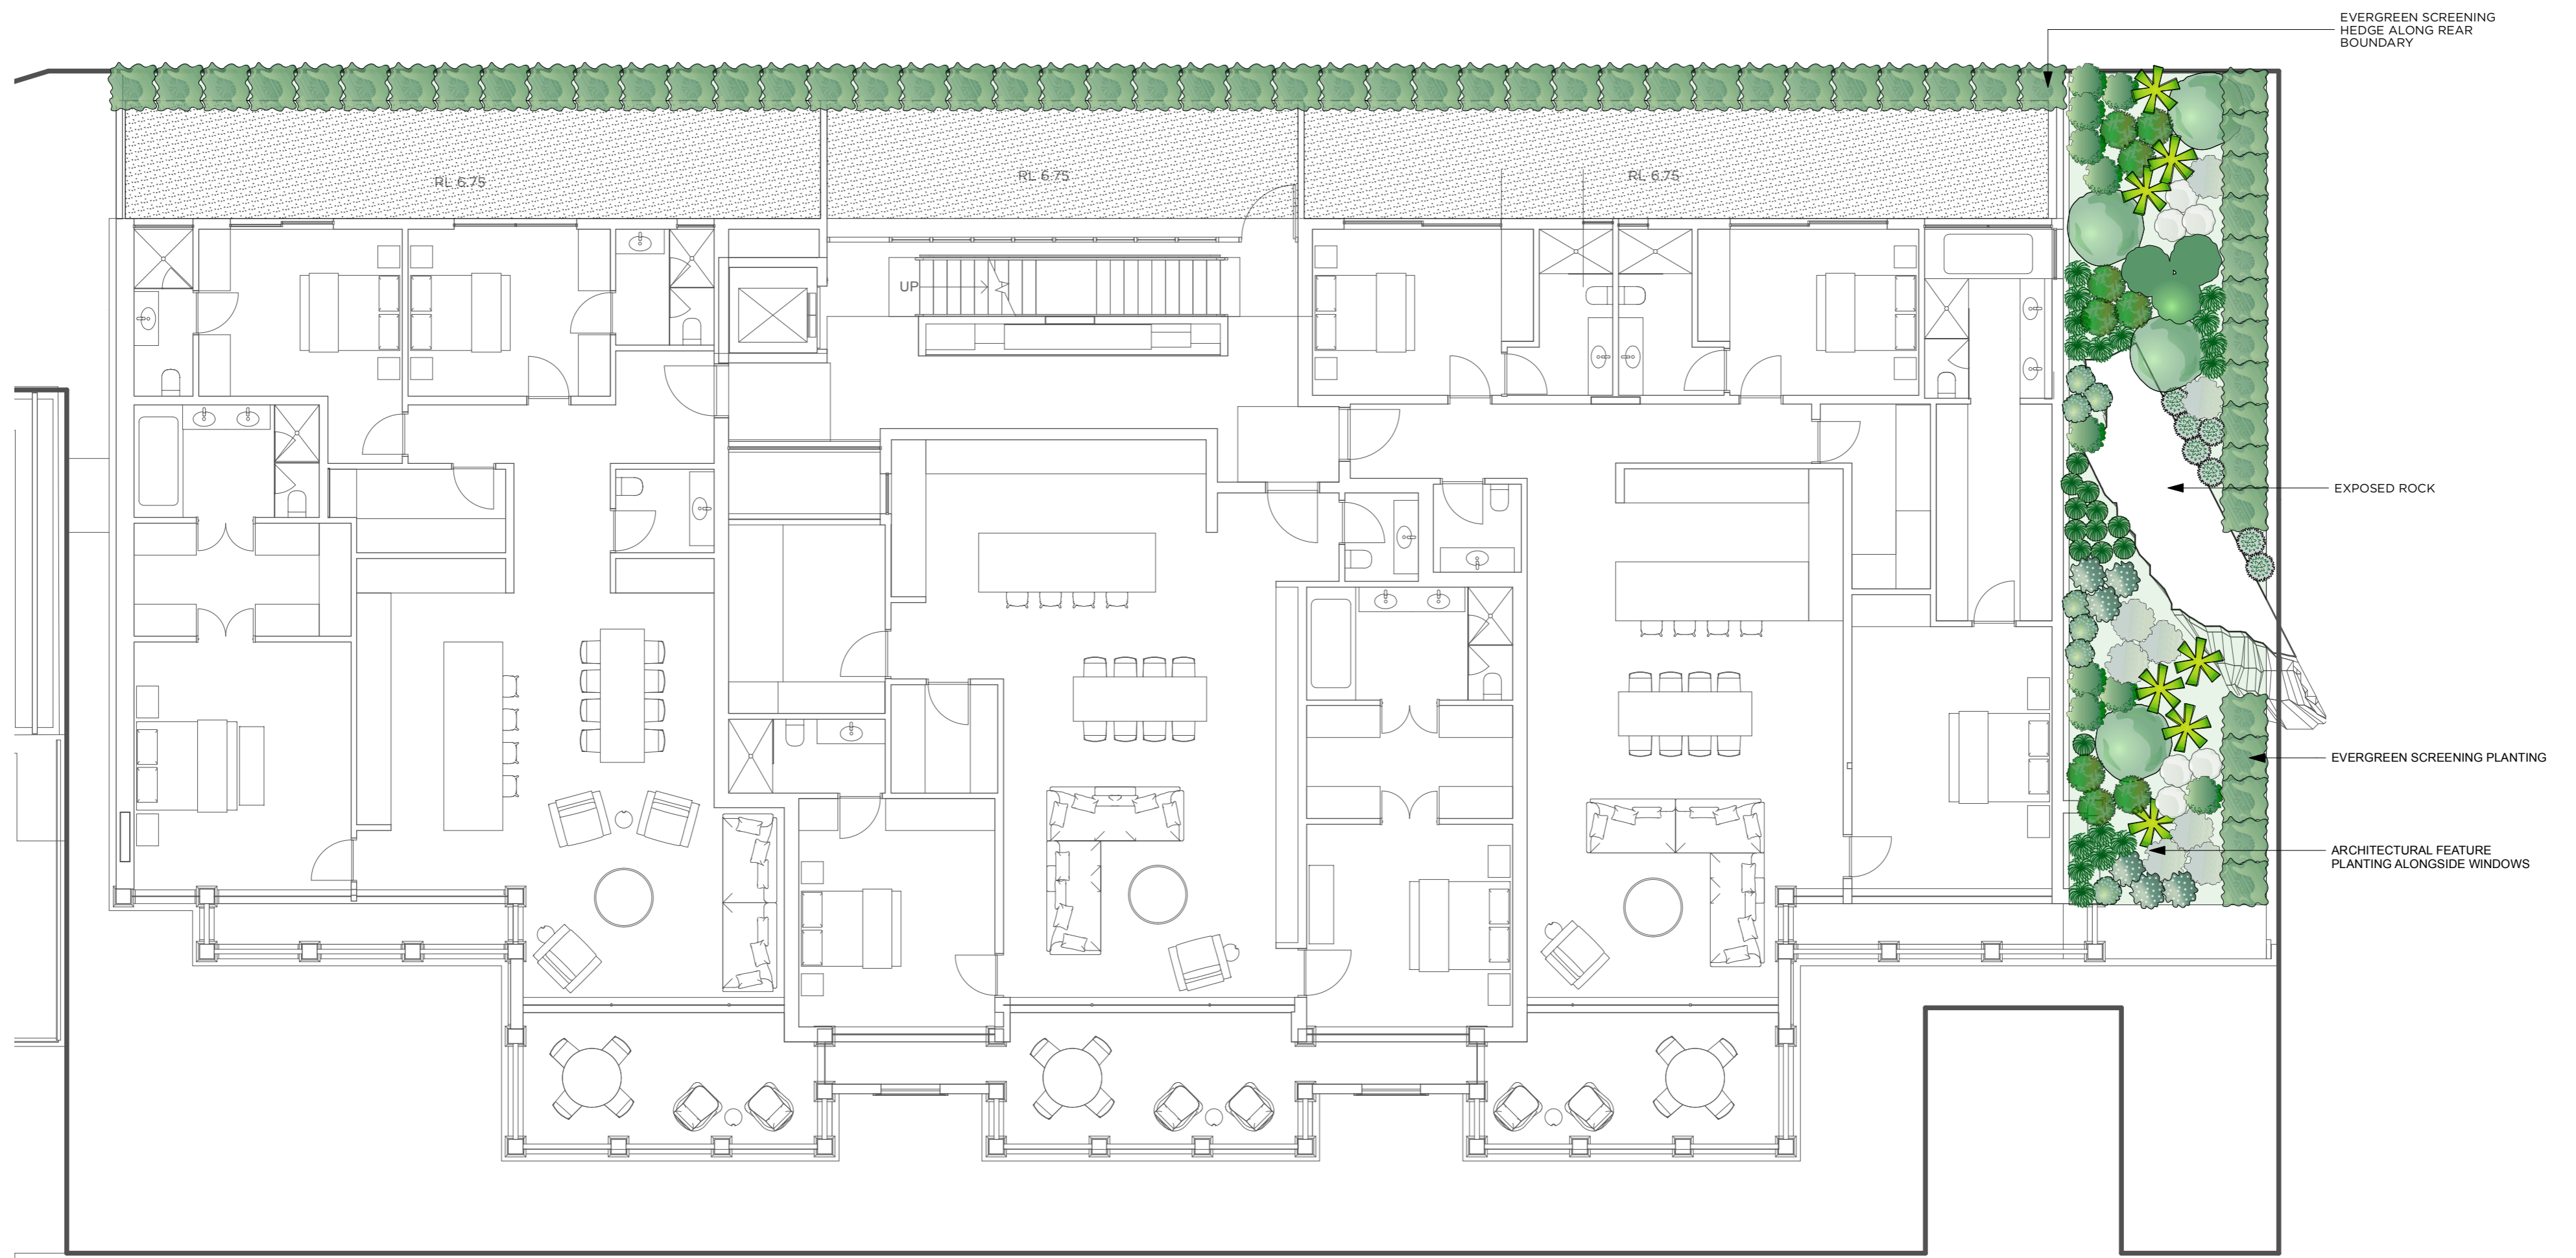 EVERGREEN SCREENING
HEDGE ALONG REAR
BOUNDARY
RL 6.75
RL 6.75
RL 6.75
UP
EXPOSED ROCK
EVERGREEN SCREENING PLANTING
ARCHITECTURAL FEATURE
PLANTING ALONGSIDE WINDOWS